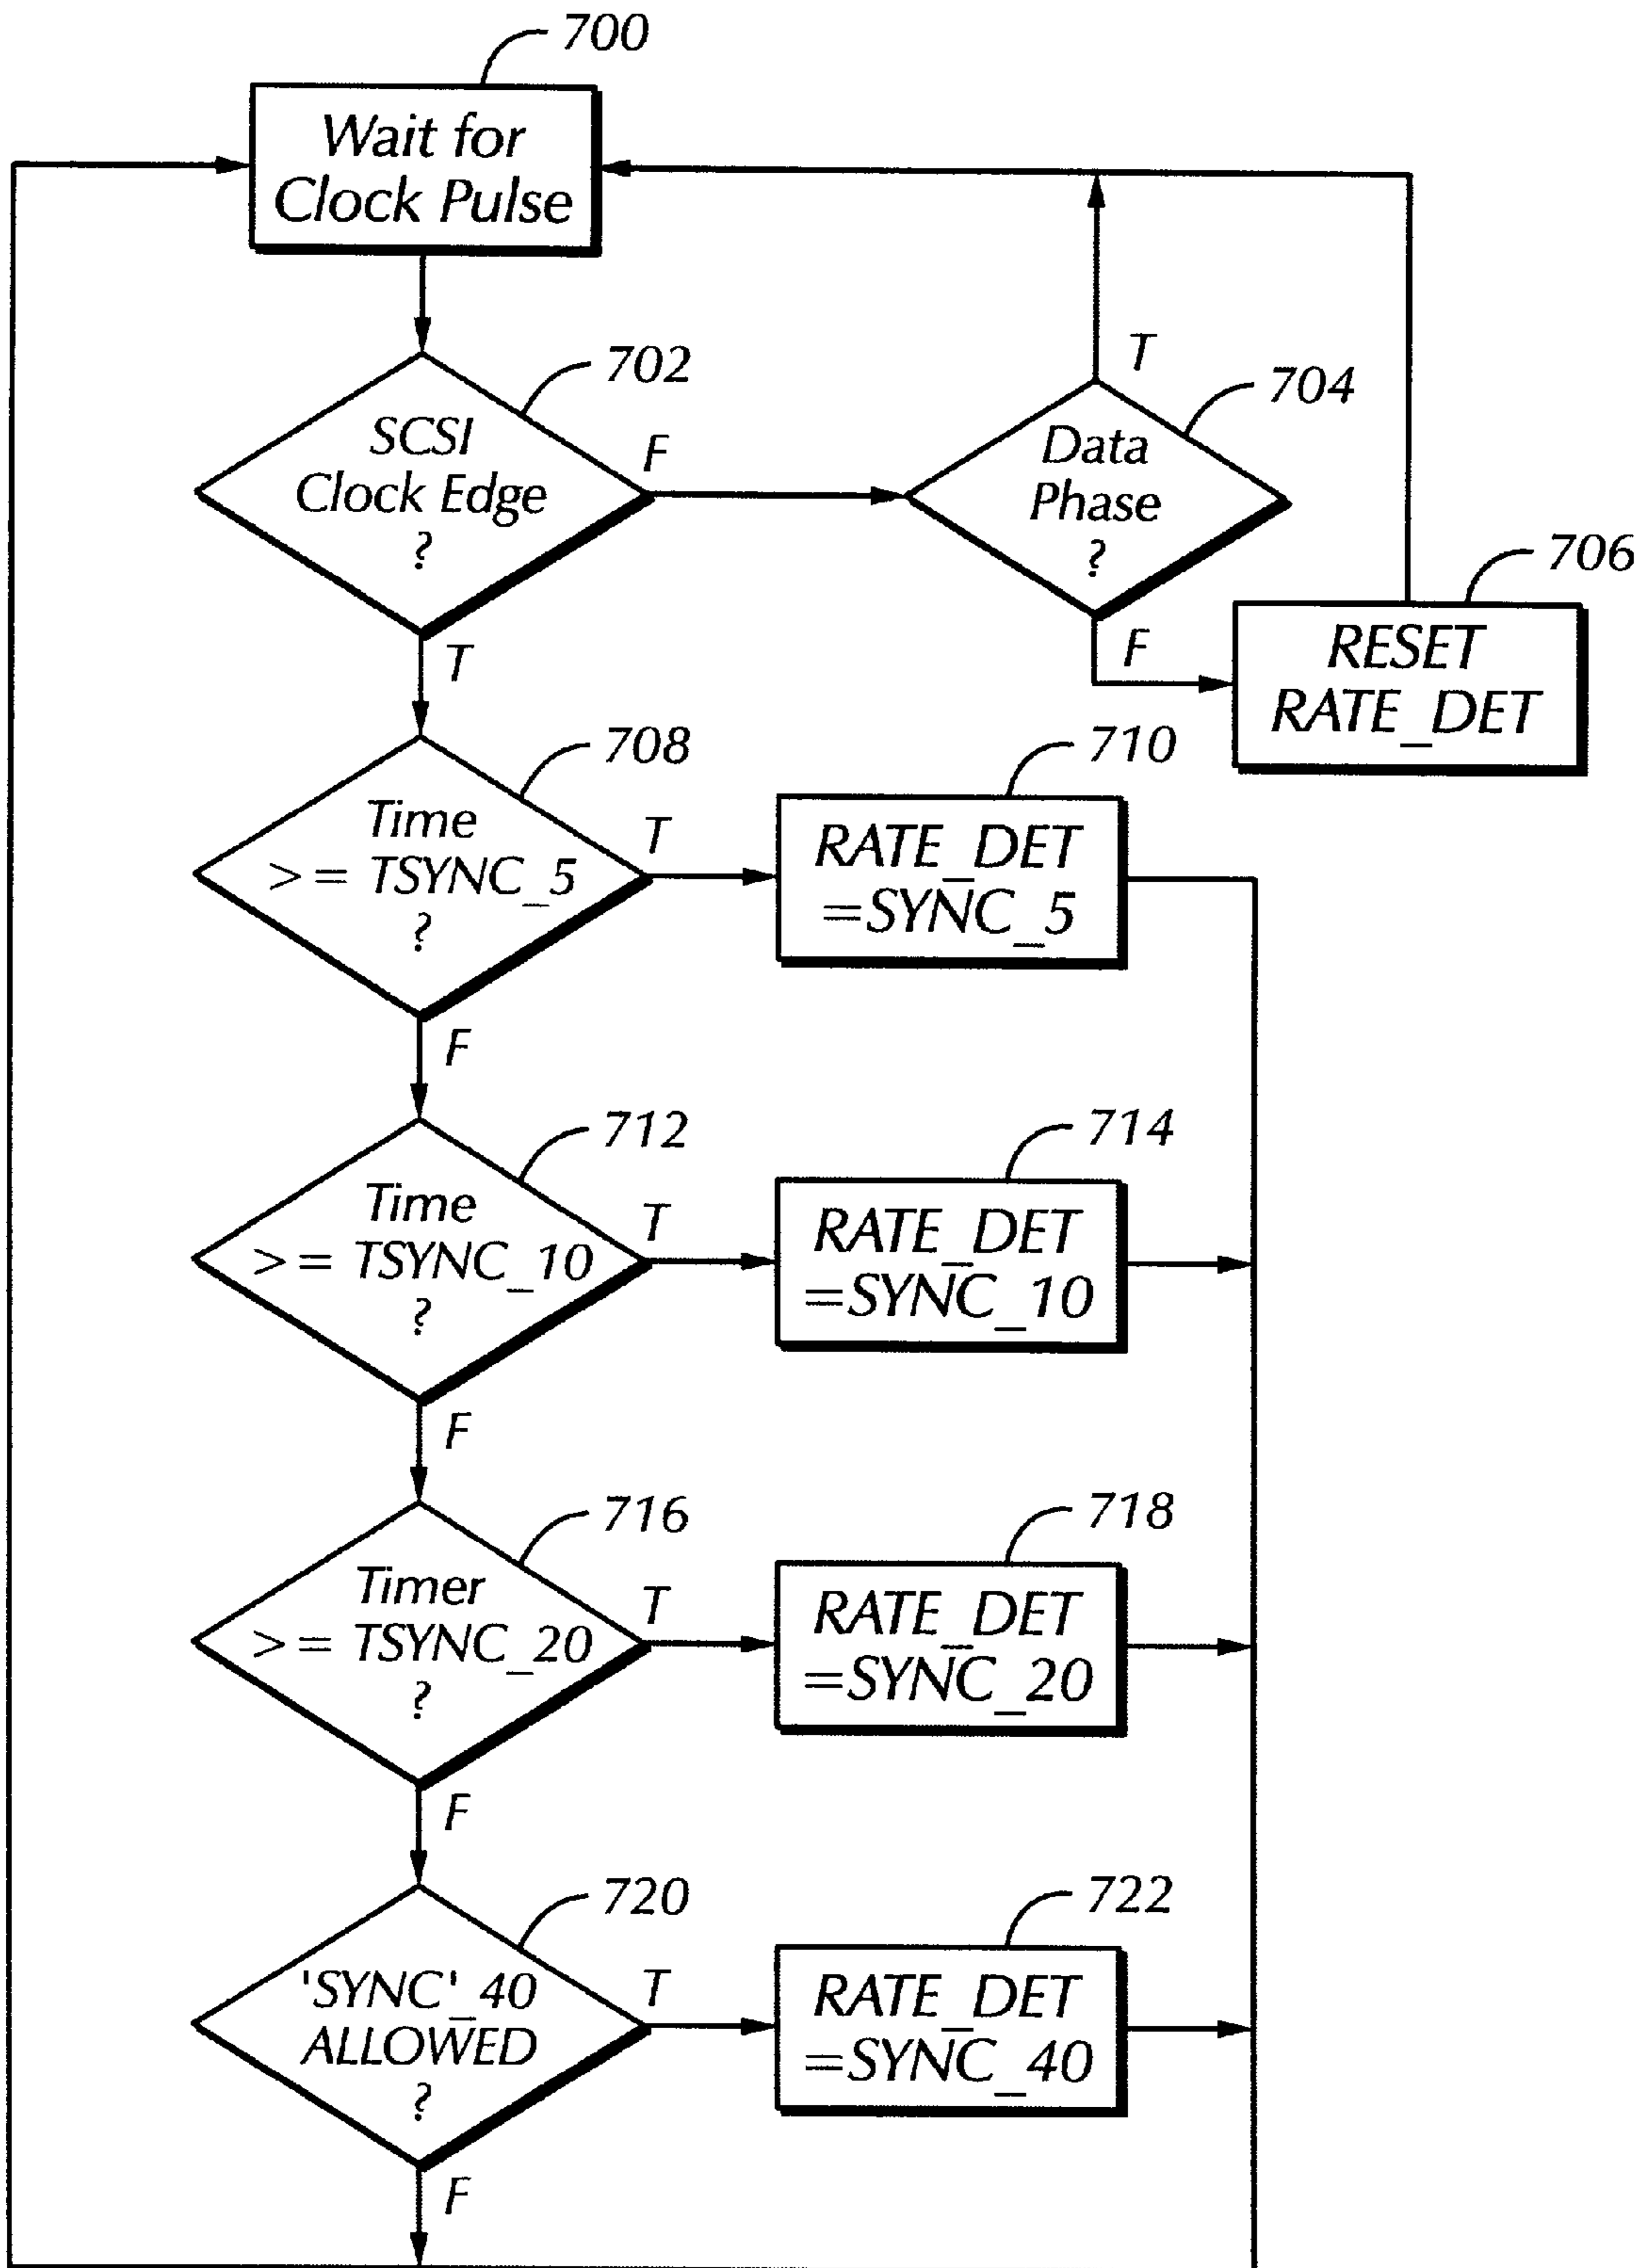 700
Wait for
Clock Pulse
702
SCSI
Clock Edge
?
F
T
704
Data
Phase
?
T
F
706
RESET
RATE_DET
708
Time
>= TSYNC_5
?
T
F
710
RATE_DET
=SYNC_5
712
Time
>= TSYNC_10
?
T
F
714
RATE_DET
=SYNC_10
716
Timer
>= TSYNC_20
?
T
F
718
RATE_DET
=SYNC_20
720
'SYNC'_40
ALLOWED
?
T
F
722
RATE_DET
=SYNC_40